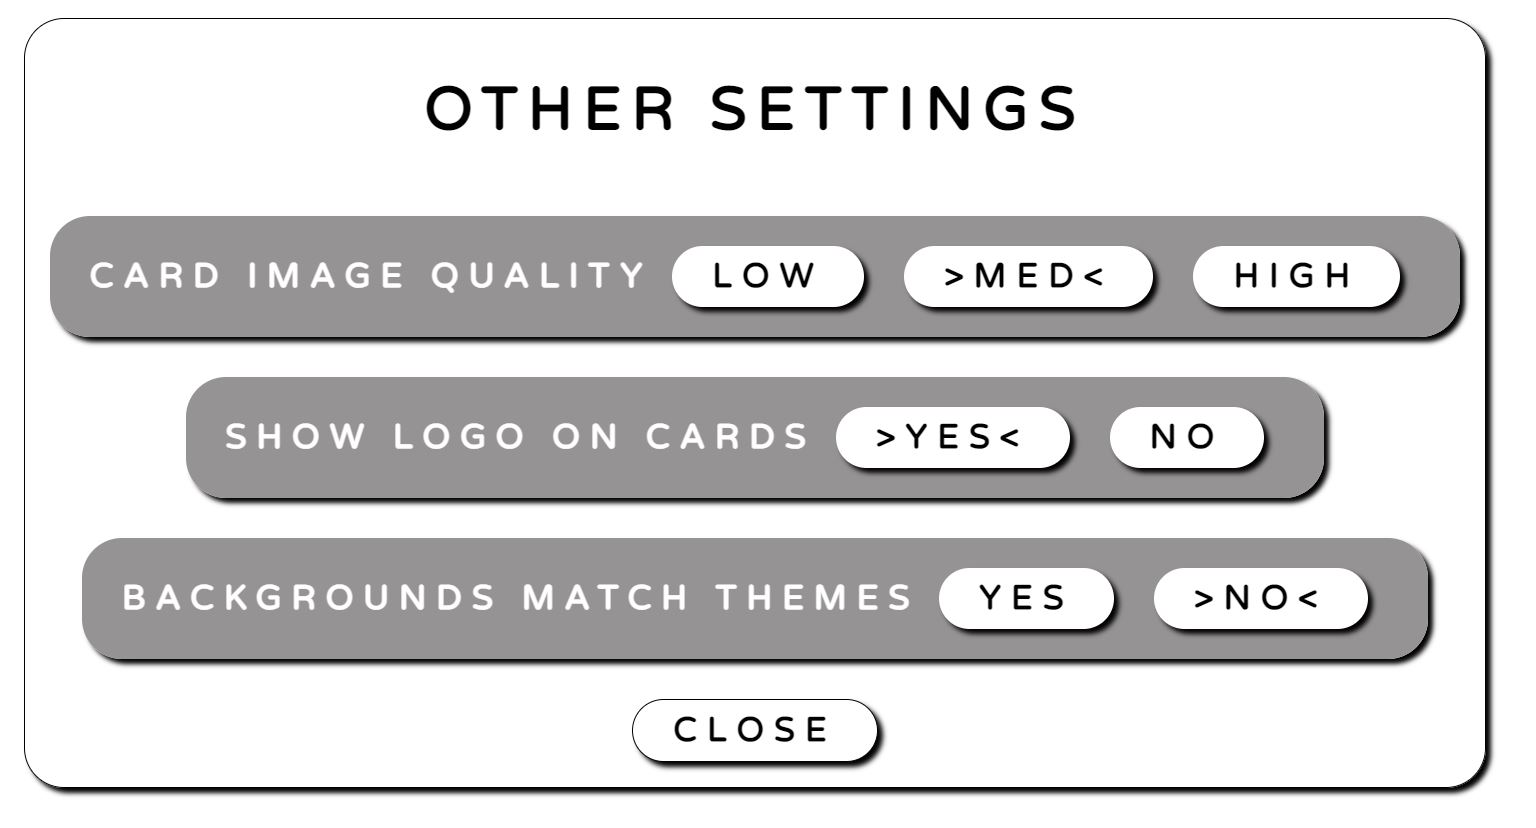 OTHER SETTINGS
CARD IMAGE QUALITY LOW >MED< HIGH
SHOW LOGO ON CARDS >YES< NO
BACKGROUNDS MATCH THEMES YES >NO<
CLOSE